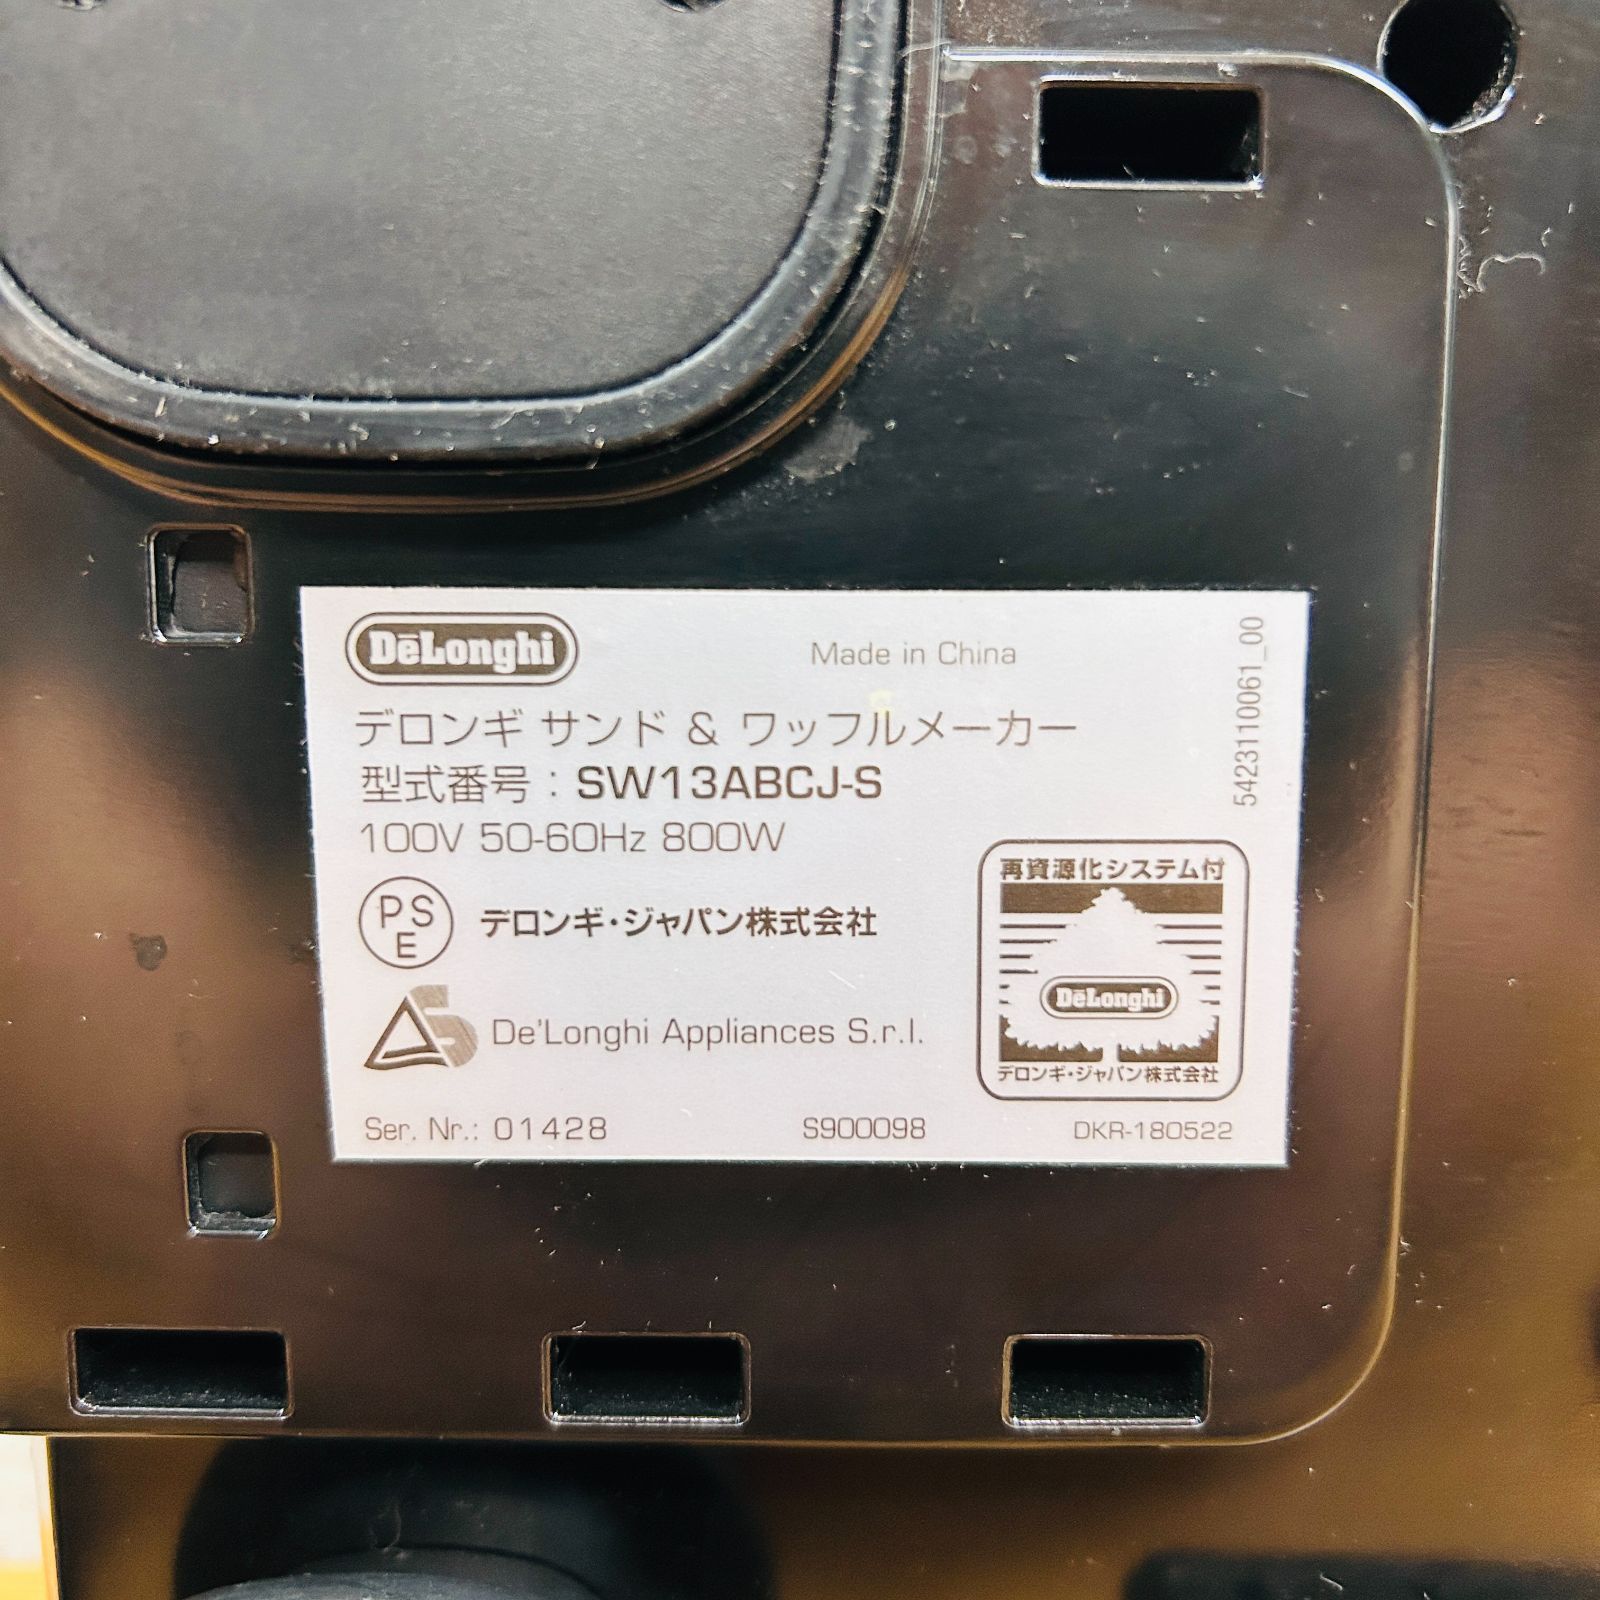 DēLonghi
Made in China
5423110061_00
デロンギ サンド & ワッフルメーカー
型式番号 : SW13ABCJ-S
100V 50-60Hz 800W
PSE
デロンギ・ジャパン株式会社
De'Longhi Appliances S.r.l.
再資源化システム付
DēLonghi
デロンギ・ジャパン株式会社
Ser. Nr.: 01428
S900098
DKR-180522